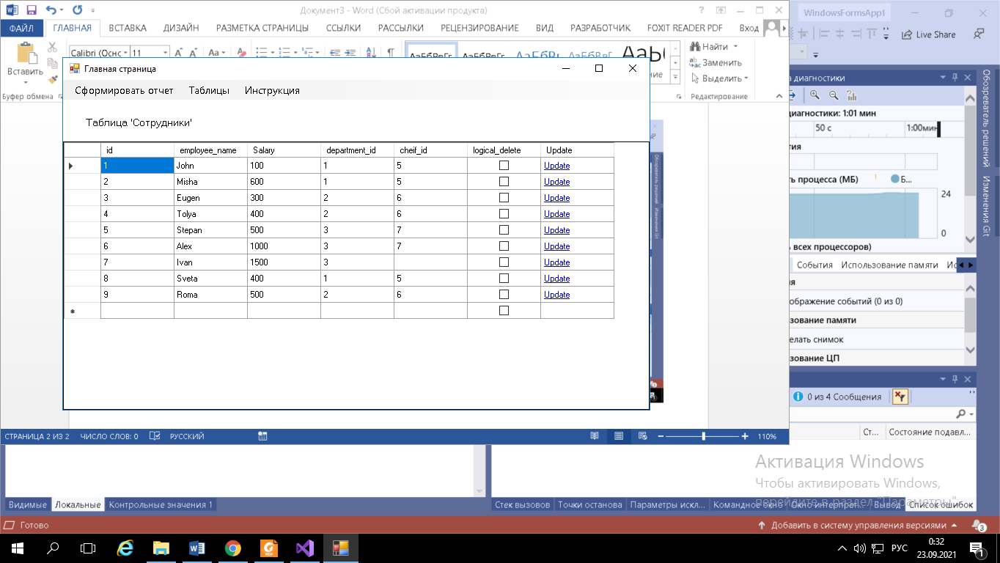 Документ3 - Word (Сбой активации продукта)
WindowsFormsApp1
ФАЙЛ ГЛАВНАЯ ВСТАВКА ДИЗАЙН РАЗМЕТКА СТРАНИЦЫ ССЫЛКИ РАССЫЛКИ РЕЦЕНЗИРОВАНИЕ ВИД РАЗРАБОТЧИК FOXIT READER PDF Вход
Live Share
Вставить
Буфер обмена
Calibri (Оснс 11
АаБбВвГг АаБбВвГг
Найти
Заменить
Выделить
Редактирование
Главная страница
Сформировать отчет Таблицы Инструкция
Таблица 'Сотрудники'
id employee_name Salary department_id cheif_id logical_delete Update
1 John 100 1 5 Update
2 Misha 600 1 5 Update
3 Eugen 300 2 6 Update
4 Tolya 400 2 6 Update
5 Stepan 500 3 7 Update
6 Alex 1000 3 7 Update
7 Ivan 1500 3 Update
8 Sveta 400 1 5 Update
9 Roma 500 2 6 Update
а диагностики
диагностики: 1:01 мин
50 с 1:00мин
тия
ть процесса (МБ) Б...
24
0
всех процессоров)
События Использование памяти Ис
ображение событий (0 из 0)
зование памяти
елать снимок
зование ЦП
0 из 4 Сообщения
Ст... Состояние подавл...
Обозреватель решений
Изменения Git
СТРАНИЦА 2 ИЗ 2 ЧИСЛО СЛОВ: 0 РУССКИЙ 110%
Активация Windows
Чтобы активировать Windows,
перейдите в раздел "Параметры".
Видимые Локальные Контрольные значения 1
Стек вызовов Точки останова Параметры искл... Командное окно Окно интерпрет... Вывод Список ошибок
Готово
Добавить в систему управления версиями
3
РУС
0:32
23.09.2021
1